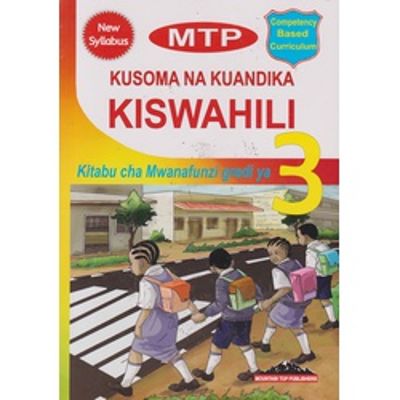 New
Syllabus
MTP
Competency
Based
Curriculum
KUSOMA NA KUANDIKA
KISWAHILI
Kitabu cha Mwanafunzi gredi ya
3
MOUNTAIN TOP PUBLISHERS